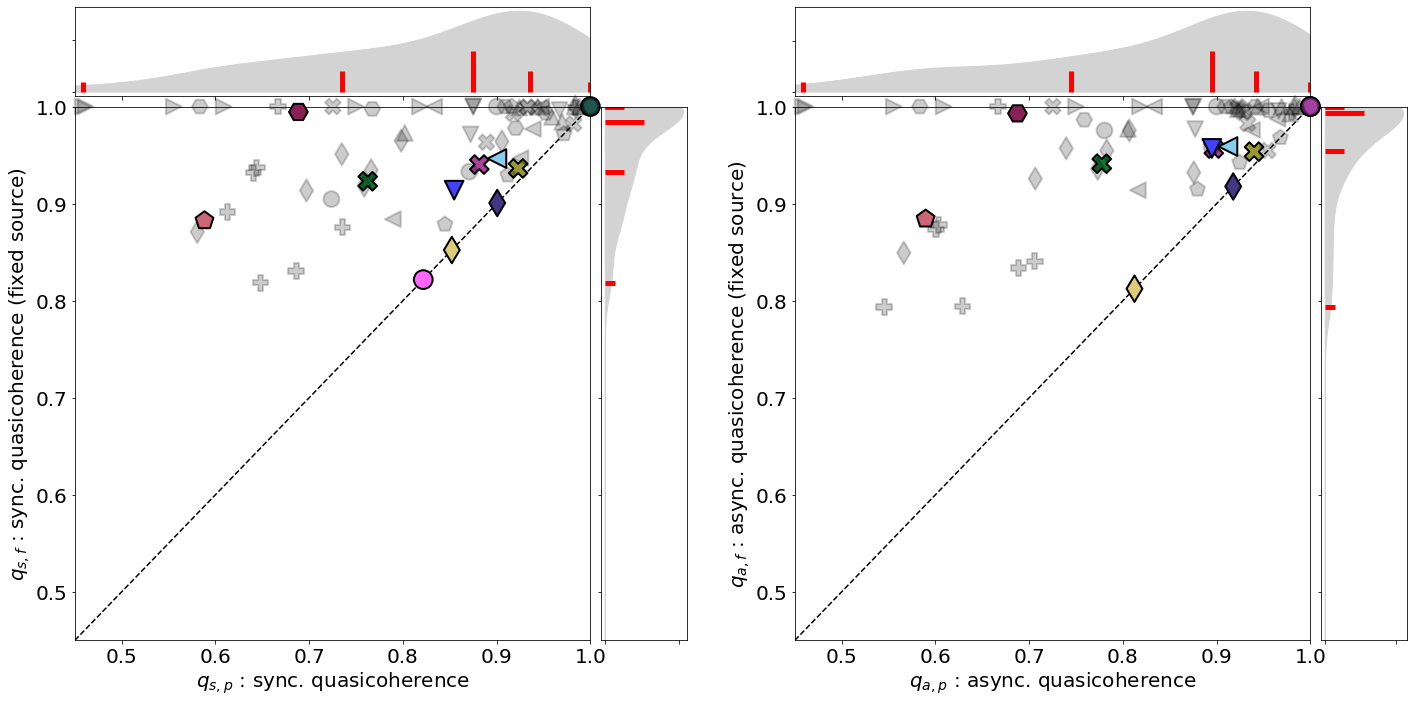 1.0
0.9
0.8
0.7
0.6
0.5
q_{s,f} : sync. quasicoherence (fixed source)
0.5 0.6 0.7 0.8 0.9 1.0
q_{s,p} : sync. quasicoherence
1.0
0.9
0.8
0.7
0.6
0.5
q_{a,f} : async. quasicoherence (fixed source)
0.5 0.6 0.7 0.8 0.9 1.0
q_{a,p} : async. quasicoherence